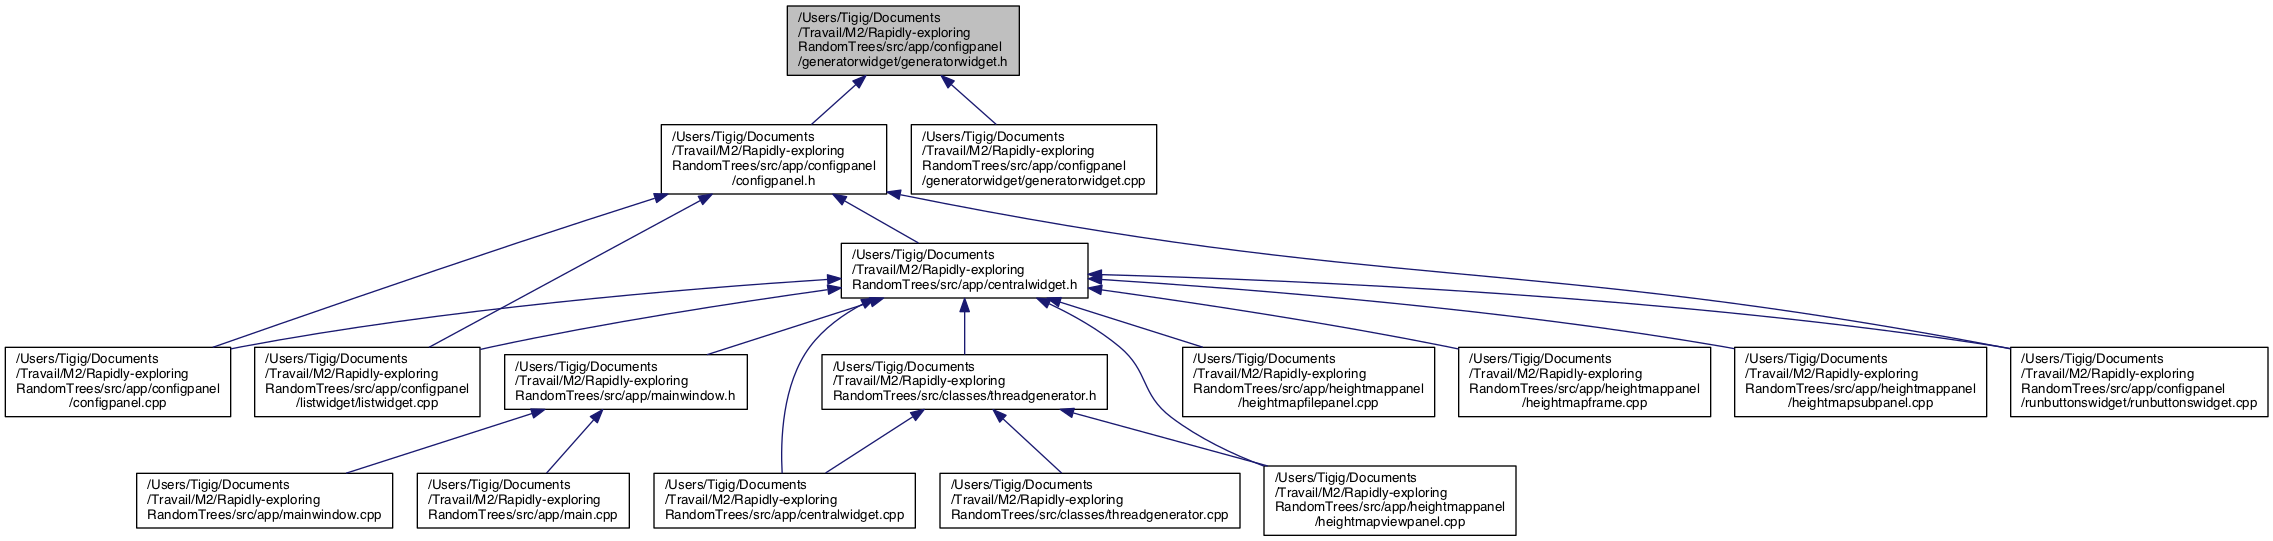 /Users/Tigig/Documents
/Travail/M2/Rapidly-exploring
RandomTrees/src/app/configpanel
/generatorwidget/generatorwidget.h
/Users/Tigig/Documents
/Travail/M2/Rapidly-exploring
RandomTrees/src/app/configpanel
/configpanel.h
/Users/Tigig/Documents
/Travail/M2/Rapidly-exploring
RandomTrees/src/app/configpanel
/generatorwidget/generatorwidget.cpp
/Users/Tigig/Documents
/Travail/M2/Rapidly-exploring
RandomTrees/src/app/centralwidget.h
/Users/Tigig/Documents
/Travail/M2/Rapidly-exploring
RandomTrees/src/app/configpanel
/configpanel.cpp
/Users/Tigig/Documents
/Travail/M2/Rapidly-exploring
RandomTrees/src/app/configpanel
/listwidget/listwidget.cpp
/Users/Tigig/Documents
/Travail/M2/Rapidly-exploring
RandomTrees/src/app/mainwindow.h
/Users/Tigig/Documents
/Travail/M2/Rapidly-exploring
RandomTrees/src/classes/threadgenerator.h
/Users/Tigig/Documents
/Travail/M2/Rapidly-exploring
RandomTrees/src/app/heightmappanel
/heightmapfilepanel.cpp
/Users/Tigig/Documents
/Travail/M2/Rapidly-exploring
RandomTrees/src/app/heightmappanel
/heightmapframe.cpp
/Users/Tigig/Documents
/Travail/M2/Rapidly-exploring
RandomTrees/src/app/heightmappanel
/heightmapsubpanel.cpp
/Users/Tigig/Documents
/Travail/M2/Rapidly-exploring
RandomTrees/src/app/configpanel
/runbuttonswidget/runbuttonswidget.cpp
/Users/Tigig/Documents
/Travail/M2/Rapidly-exploring
RandomTrees/src/app/mainwindow.cpp
/Users/Tigig/Documents
/Travail/M2/Rapidly-exploring
RandomTrees/src/app/main.cpp
/Users/Tigig/Documents
/Travail/M2/Rapidly-exploring
RandomTrees/src/app/centralwidget.cpp
/Users/Tigig/Documents
/Travail/M2/Rapidly-exploring
RandomTrees/src/classes/threadgenerator.cpp
/Users/Tigig/Documents
/Travail/M2/Rapidly-exploring
RandomTrees/src/app/heightmappanel
/heightmapviewpanel.cpp